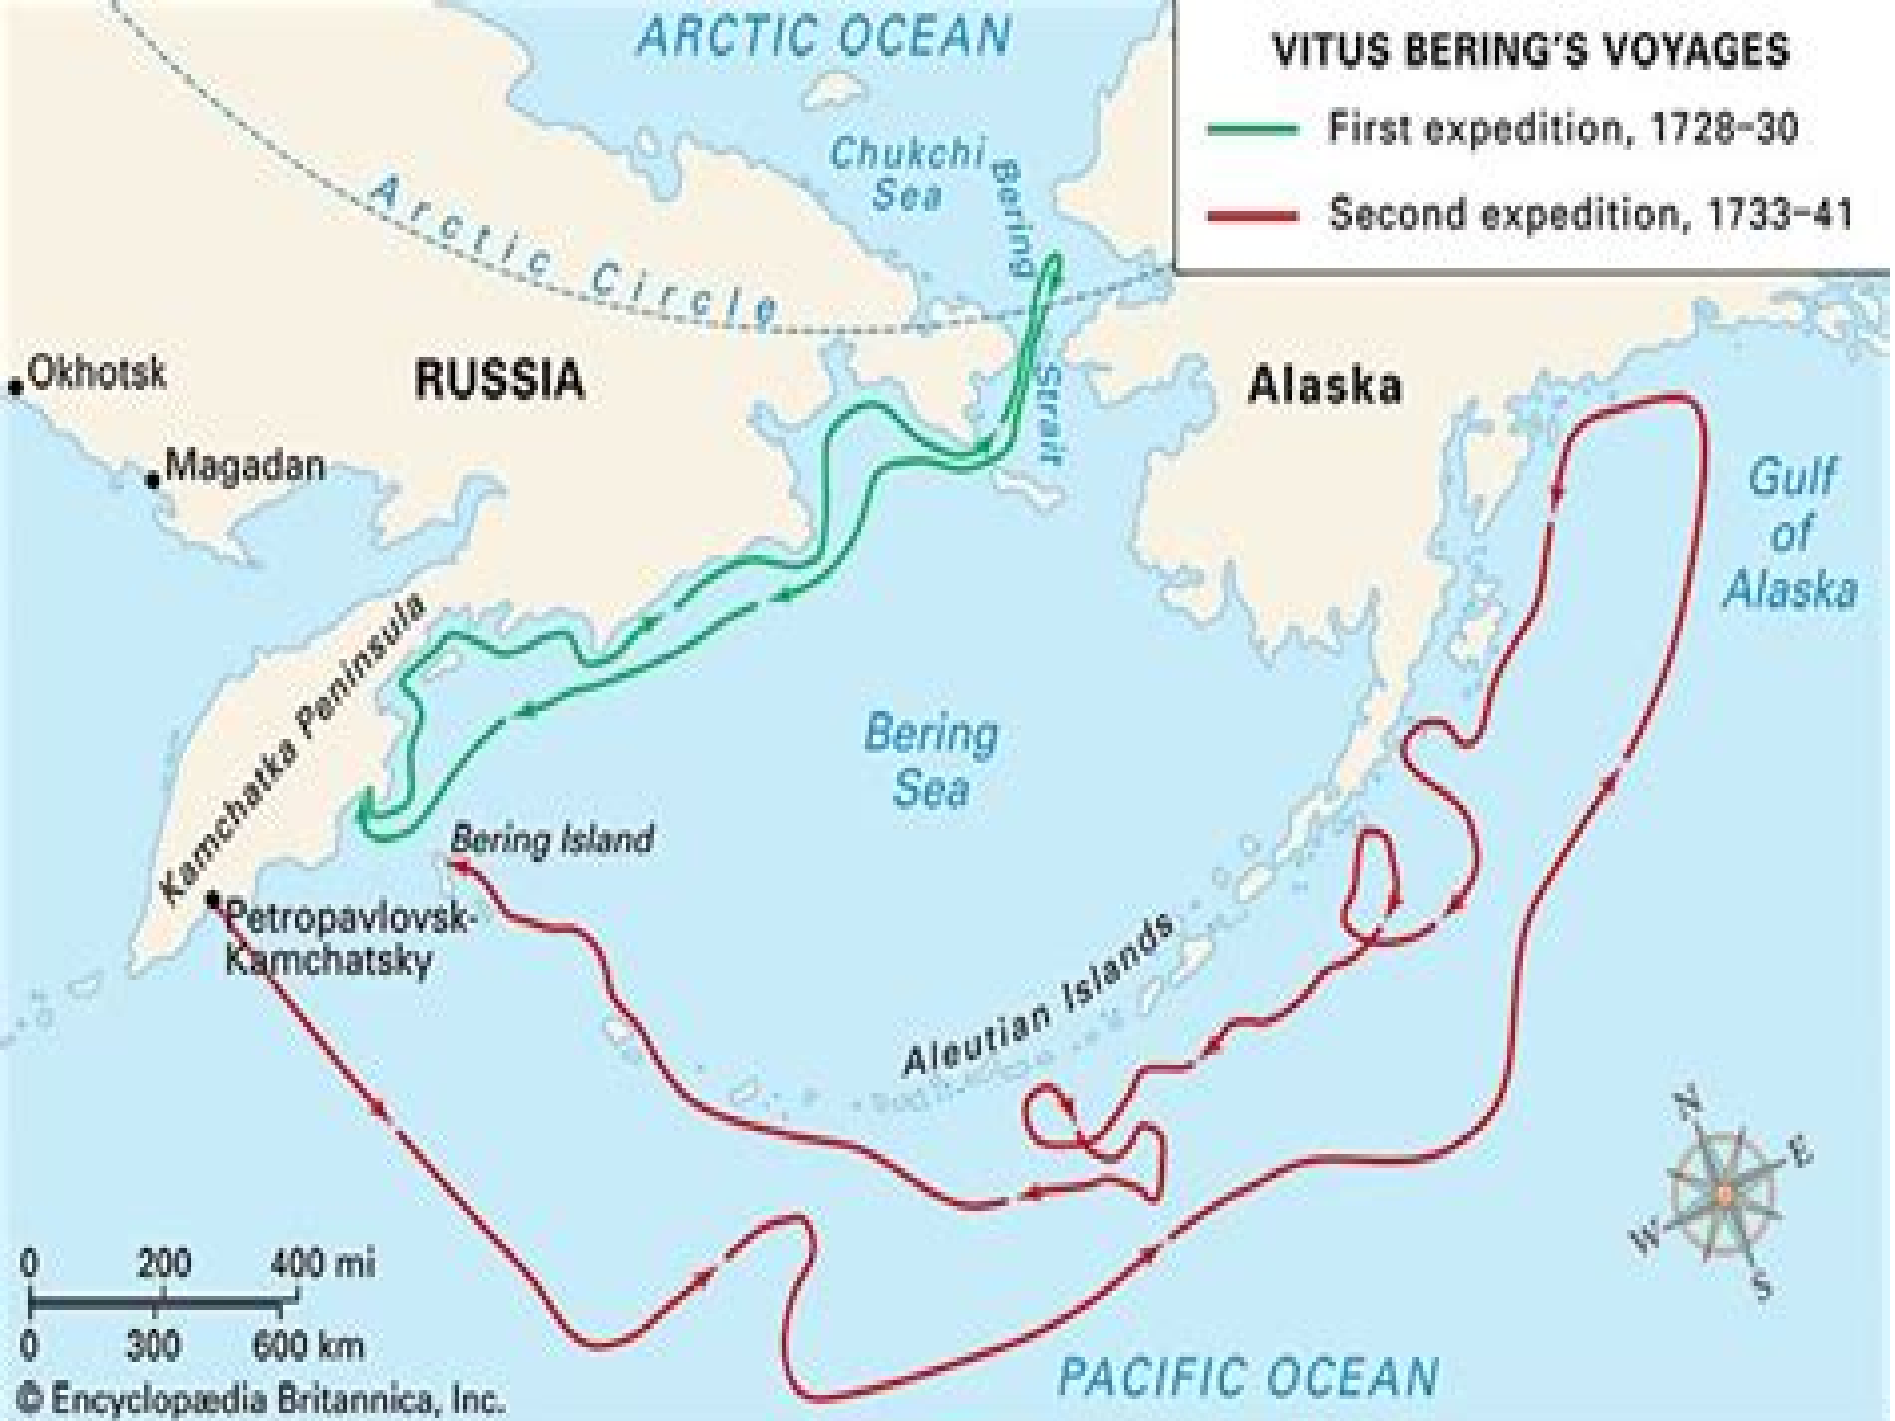 ARCTIC OCEAN
VITUS BERING'S VOYAGES
First expedition, 1728–30
Second expedition, 1733–41
Chukchi
Sea
Bering
Strait
Arctic Circle
Okhotsk
RUSSIA
Alaska
Magadan
Gulf
of
Alaska
Kamchatka Peninsula
Bering
Sea
Bering Island
Petropavlovsk-
Kamchatsky
Aleutian Islands
N
E
W
S
0 200 400 mi
0 300 600 km
PACIFIC OCEAN
© Encyclopædia Britannica, Inc.